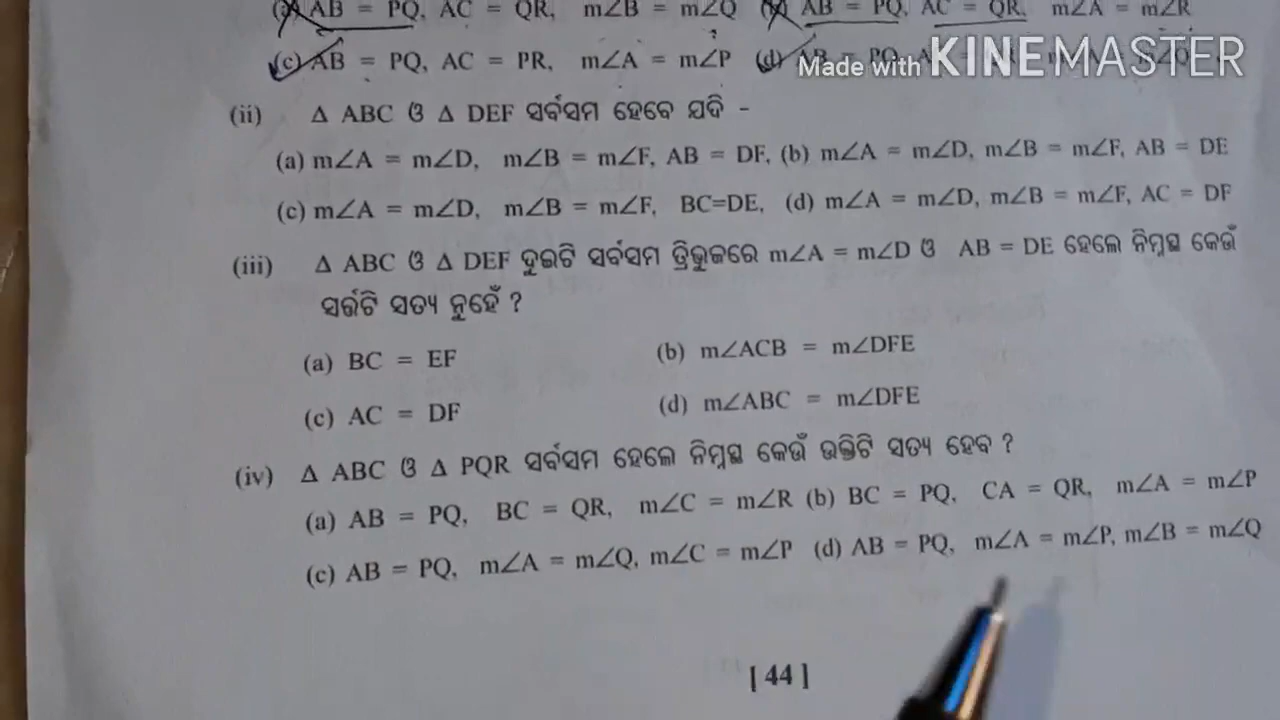 (a) AB = PQ, AC = QR, m∠B = m∠Q (b) AB = PQ, AC = QR, m∠A = m∠R
(c) AB = PQ, AC = PR, m∠A = m∠P (d) AB = PQ,
Made with KINEMASTER
(ii) Δ ABC ଓ Δ DEF ସର୍ବସମ ହେବେ ଯଦି -
(a) m∠A = m∠D, m∠B = m∠F, AB = DF, (b) m∠A = m∠D, m∠B = m∠F, AB = DE
(c) m∠A = m∠D, m∠B = m∠F, BC=DE, (d) m∠A = m∠D, m∠B = m∠F, AC = DF
(iii) Δ ABC ଓ Δ DEF ଦୁଇଟି ସର୍ବସମ ତ୍ରିଭୁଜରେ m∠A = m∠D ଓ AB = DE ହେଲେ ନିମ୍ନସ୍ଥ କେଉଁ
ସର୍ତ୍ତଟି ସତ୍ୟ ନୁହେଁ ?
(a) BC = EF (b) m∠ACB = m∠DFE
(c) AC = DF (d) m∠ABC = m∠DFE
(iv) Δ ABC ଓ Δ PQR ସର୍ବସମ ହେଲେ ନିମ୍ନସ୍ଥ କେଉଁ ଉକ୍ତିଟି ସତ୍ୟ ହେବ ?
(a) AB = PQ, BC = QR, m∠C = m∠R (b) BC = PQ, CA = QR, m∠A = m∠P
(c) AB = PQ, m∠A = m∠Q, m∠C = m∠P (d) AB = PQ, m∠A = m∠P, m∠B = m∠Q
[ 44 ]